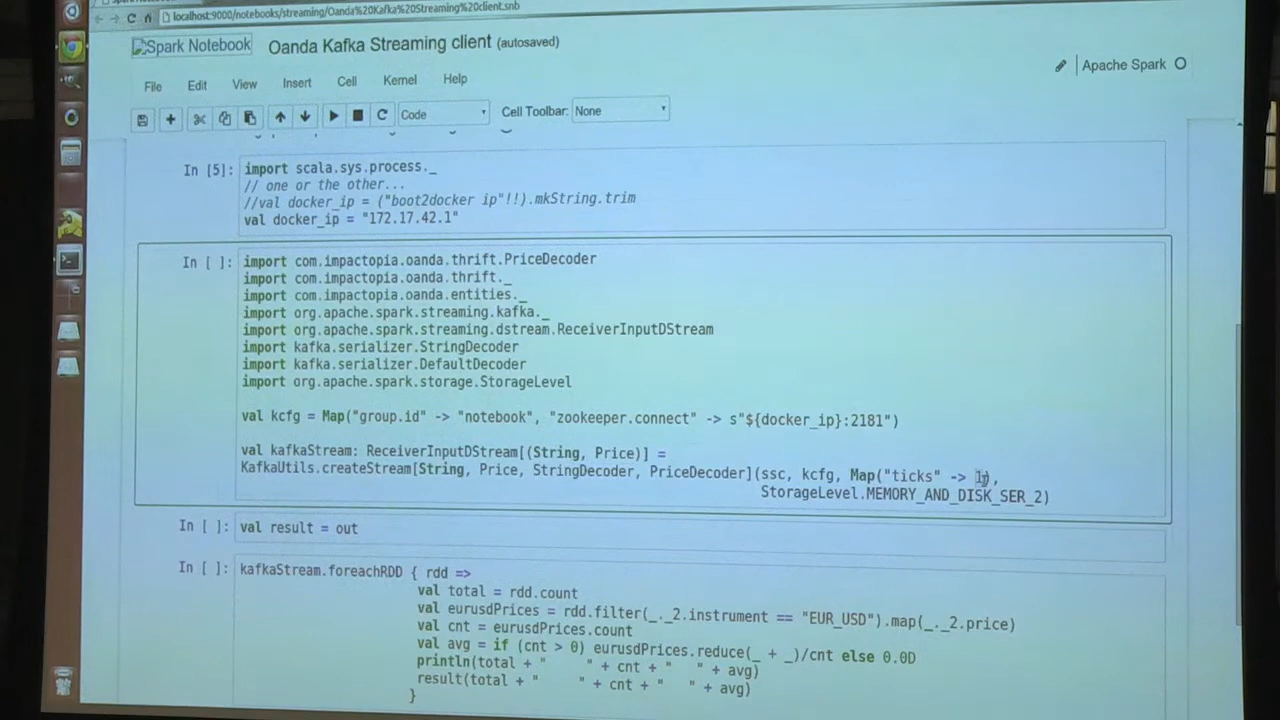 localhost:9000/notebooks/streaming/Oanda%20Kafka%20Streaming%20client.snb
Spark Notebook Oanda Kafka Streaming client (autosaved)
File Edit View Insert Cell Kernel Help
Apache Spark
Code Cell Toolbar: None
In [5]: import scala.sys.process._
// one or the other...
//val docker_ip = ("boot2docker ip"!!).mkString.trim
val docker_ip = "172.17.42.1"
In [ ]: import com.impactopia.oanda.thrift.PriceDecoder
import com.impactopia.oanda.thrift._
import com.impactopia.oanda.entities._
import org.apache.spark.streaming.kafka._
import org.apache.spark.streaming.dstream.ReceiverInputDStream
import kafka.serializer.StringDecoder
import kafka.serializer.DefaultDecoder
import org.apache.spark.storage.StorageLevel
val kcfg = Map("group.id" -> "notebook", "zookeeper.connect" -> s"${docker_ip}:2181")
val kafkaStream: ReceiverInputDStream[(String, Price)] =
KafkaUtils.createStream[String, Price, StringDecoder, PriceDecoder](ssc, kcfg, Map("ticks" -> 1),
StorageLevel.MEMORY_AND_DISK_SER_2)
In [ ]: val result = out
In [ ]: kafkaStream.foreachRDD { rdd =>
val total = rdd.count
val eurusdPrices = rdd.filter(_._2.instrument == "EUR_USD").map(_._2.price)
val cnt = eurusdPrices.count
val avg = if (cnt > 0) eurusdPrices.reduce(_ + _)/cnt else 0.0D
println(total + "     " + cnt + "   " + avg)
result(total + "     " + cnt + "   " + avg)
}